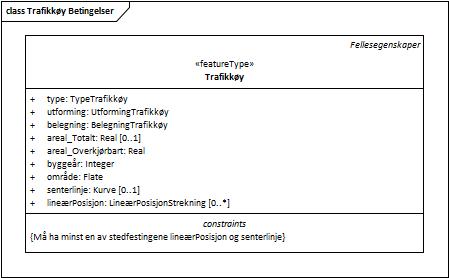 class Trafikkøy Betingelser
Fellesegenskaper
«featureType»
Trafikkøy
+ type: TypeTrafikkøy
+ utforming: UtformingTrafikkøy
+ belegning: BelegningTrafikkøy
+ areal_Totalt: Real [0..1]
+ areal_Overkjørbart: Real
+ byggeår: Integer
+ område: Flate
+ senterlinje: Kurve [0..1]
+ lineærPosisjon: LineærPosisjonStrekning [0..*]
constraints
{Må ha minst en av stedfestingene lineærPosisjon og senterlinje}